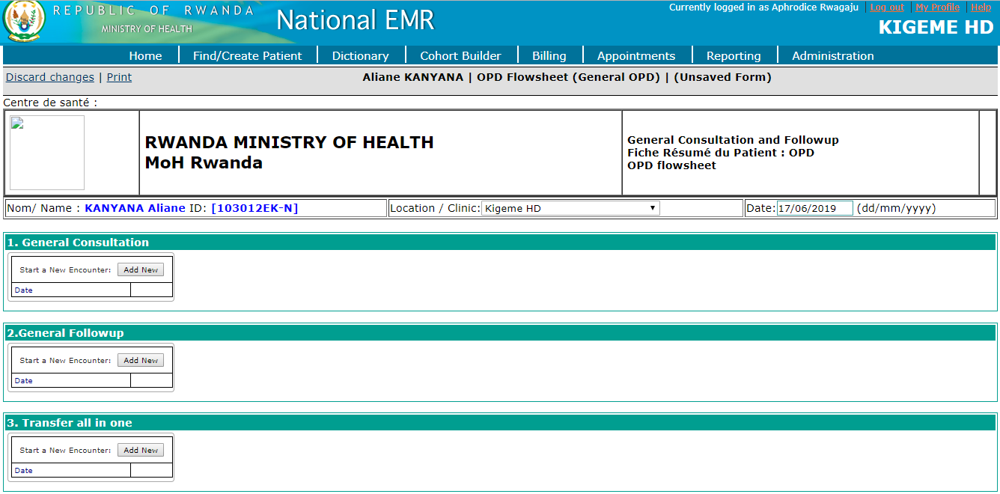 REPUBLIC OF RWANDA
MINISTRY OF HEALTH
National EMR
Currently logged in as Aphrodice Rwagaju | Log out | My Profile | Help
KIGEME HD
Home Find/Create Patient Dictionary Cohort Builder Billing Appointments Reporting Administration
Discard changes | Print
Aliane KANYANA | OPD Flowsheet (General OPD) | (Unsaved Form)
Centre de santé :
RWANDA MINISTRY OF HEALTH
MoH Rwanda
General Consultation and Followup
Fiche Résumé du Patient : OPD
OPD flowsheet
Nom/ Name : KANYANA Aliane ID: [103012EK-N] Location / Clinic: Kigeme HD Date: 17/06/2019 (dd/mm/yyyy)
1. General Consultation
Start a New Encounter: Add New
Date
2.General Followup
Start a New Encounter: Add New
Date
3. Transfer all in one
Start a New Encounter: Add New
Date